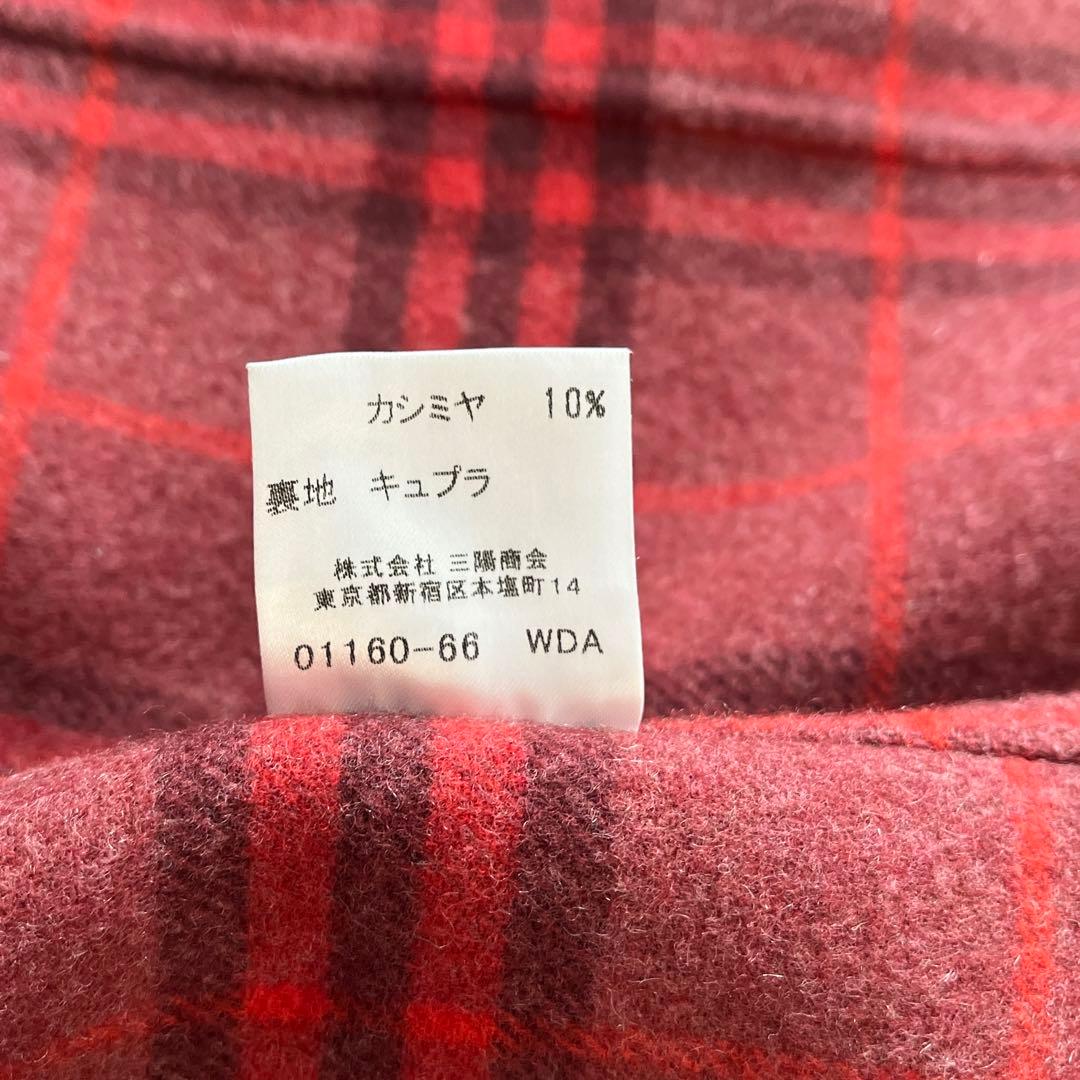 カシミヤ 10%
裏地 キュプラ
株式会社 三陽商会
東京都新宿区本塩町14
01160-66 WDA